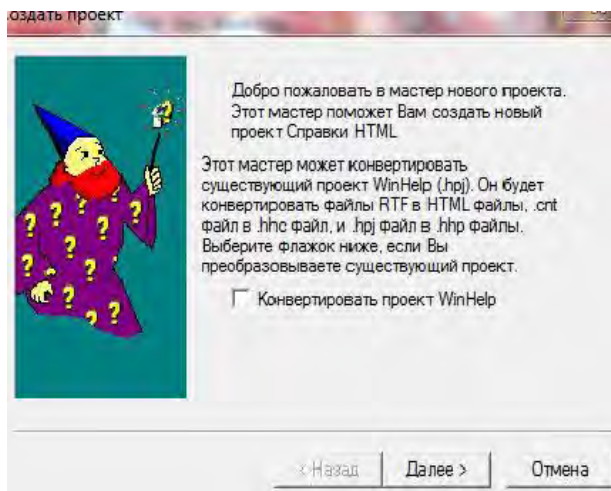 оздать проект
Добро пожаловать в мастер нового проекта.
Этот мастер поможет Вам создать новый
проект Справки HTML
Этот мастер может конвертировать
существующий проект WinHelp (.hpj). Он будет
конвертировать файлы RTF в HTML файлы, .cnt
файл в .hhc файл, и .hpj файл в .hhp файлы.
Выберите флажок ниже, если Вы
преобразовываете существующий проект.
Конвертировать проект WinHelp
< Назад Далее > Отмена